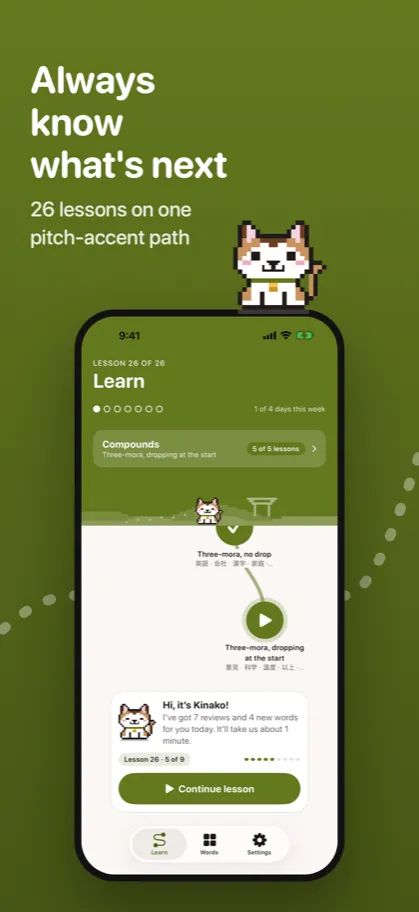 Always
know
what's next
26 lessons on one
pitch-accent path
9:41
LESSON 26 OF 26
Learn
1 of 4 days this week
Compounds
Three-mora, dropping at the start
5 of 5 lessons
Three-mora, no drop
英語 · 会社 · 漢字 · 家庭 ·...
Three-mora, dropping
at the start
意見 · 科学 · 温度 · 以上 ·...
Hi, it's Kinako!
I've got 7 reviews and 4 new words
for you today. It'll take us about 1
minute.
Lesson 26 · 5 of 9
Continue lesson
Learn
Words
Settings